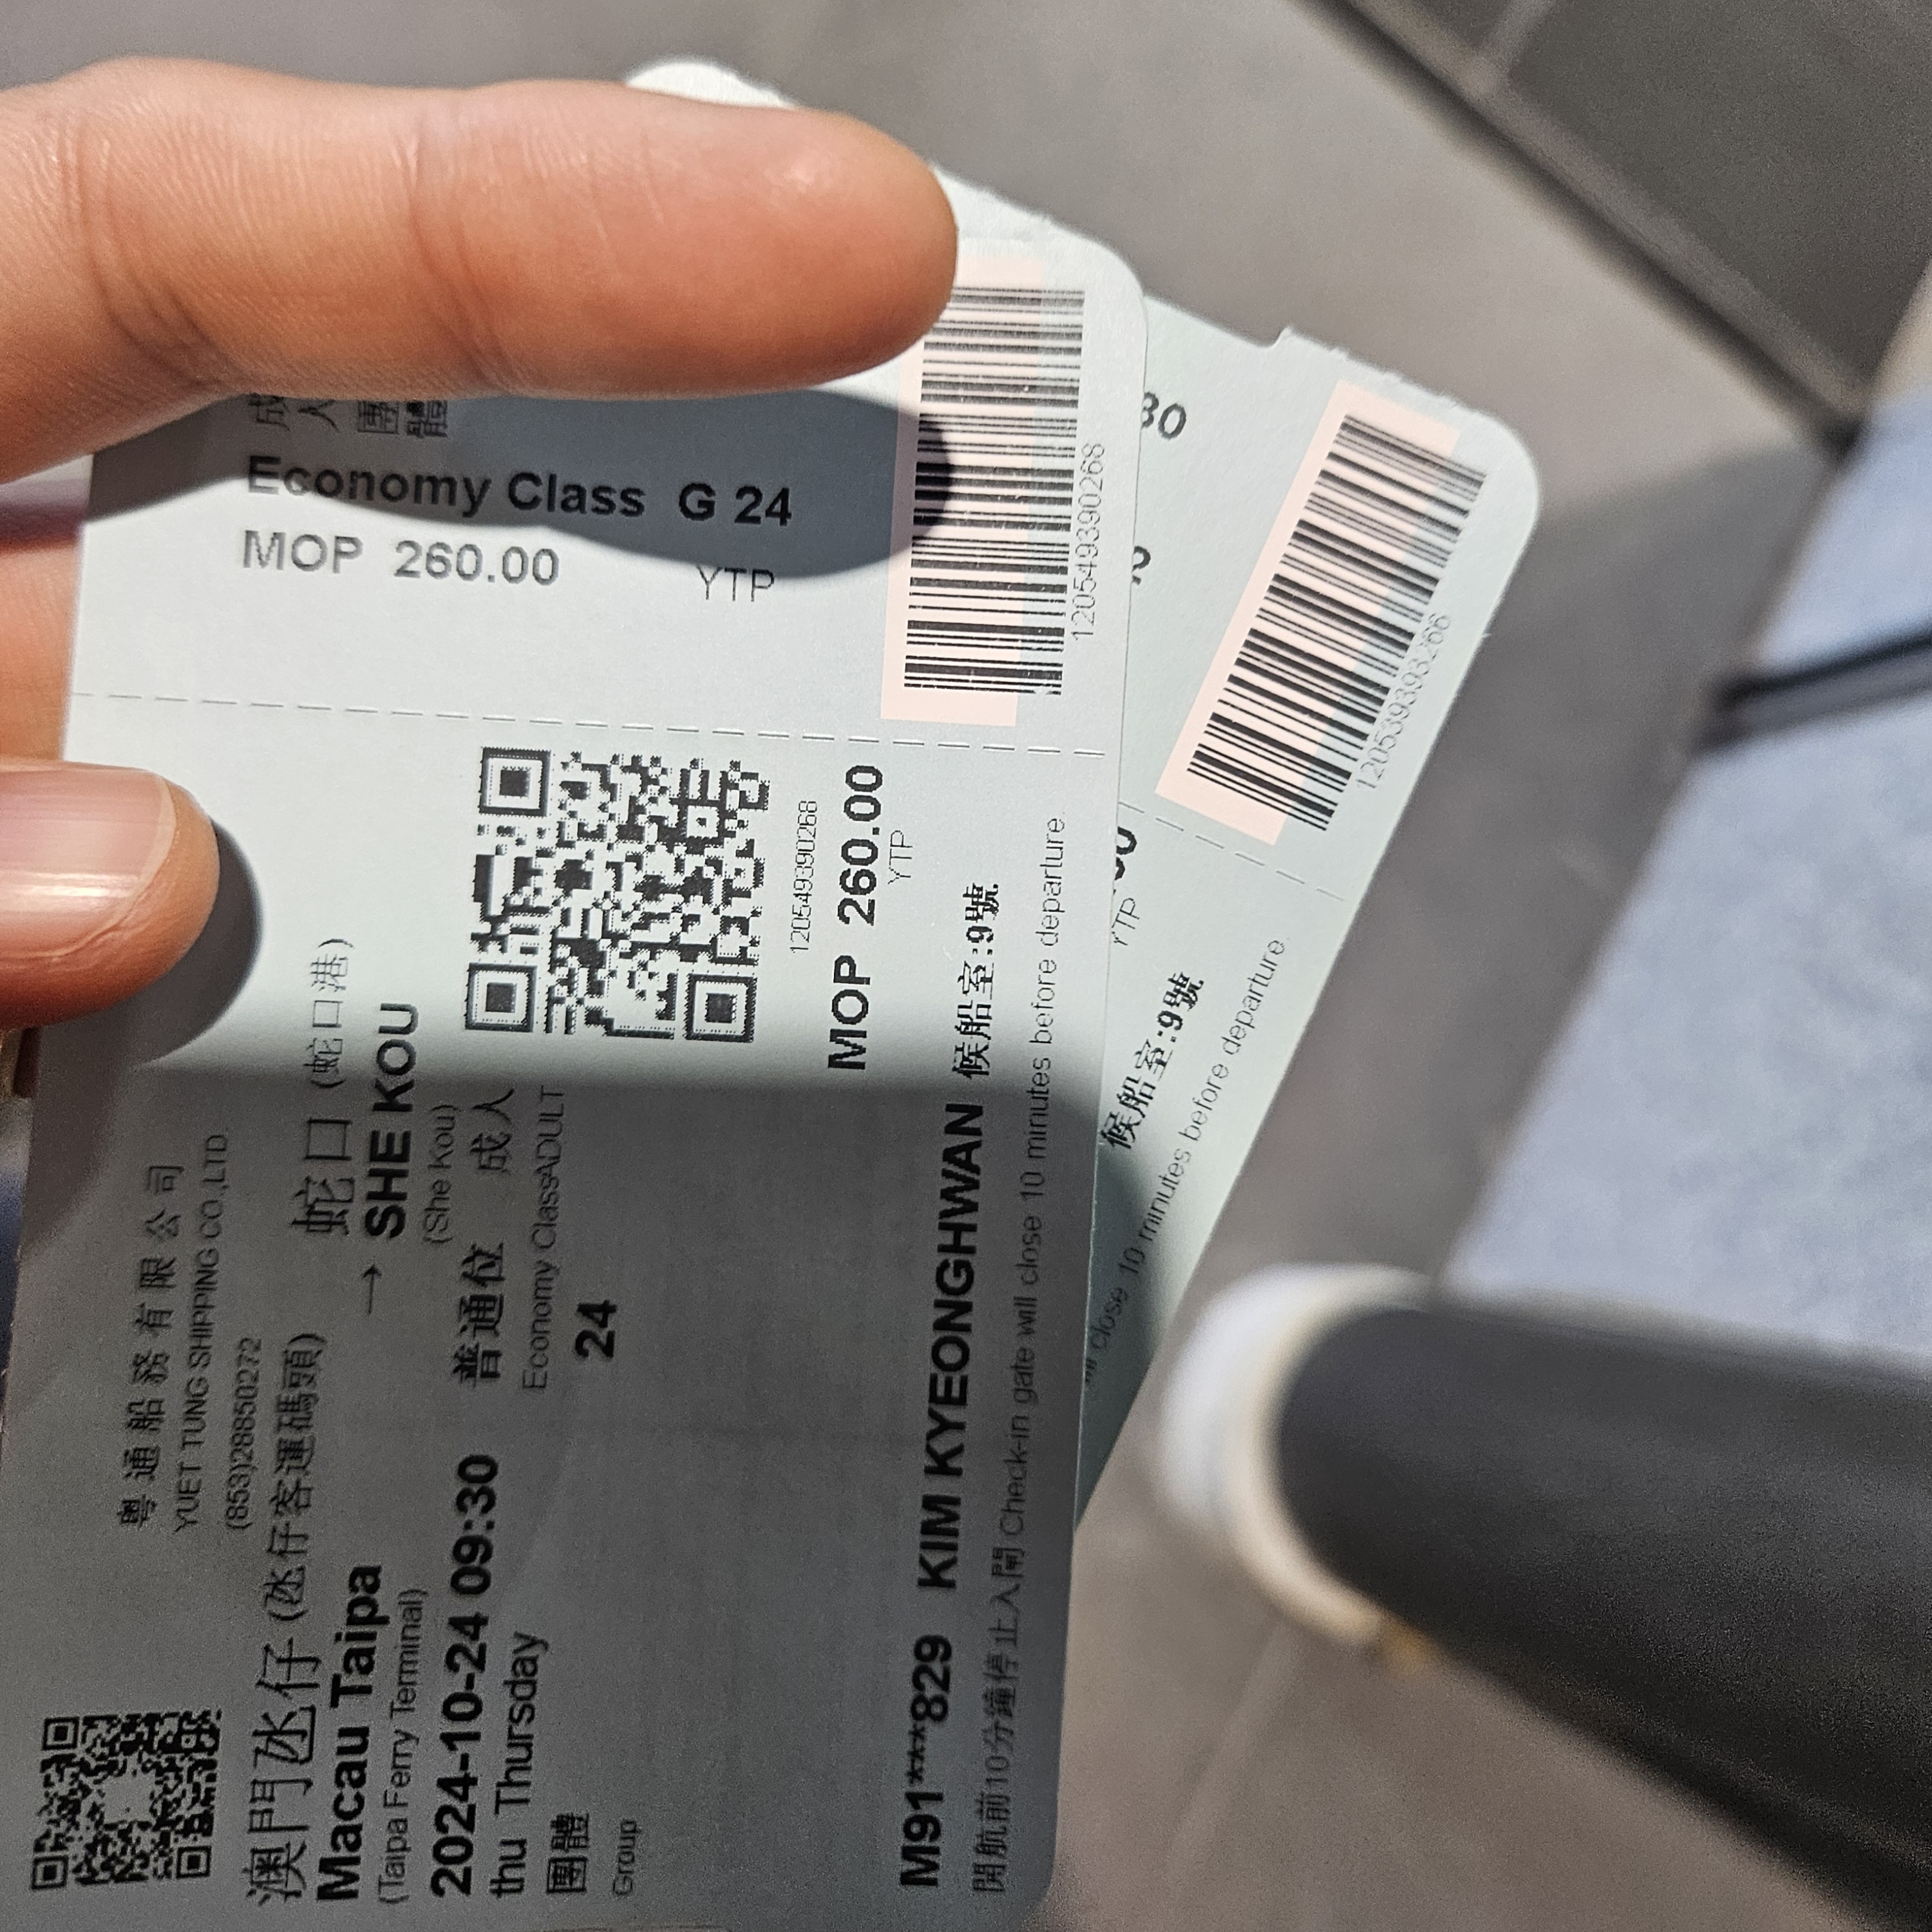 成
人
團
體
Economy Class G 24
MOP 260.00
YTP
1205493390268
粵通船務有限公司
YUET TUNG SHIPPING CO.,LTD.
(853)28850272
澳門氹仔 (氹仔客運碼頭)
蛇口 (蛇口港)
Macau Taipa → SHE KOU
(Taipa Ferry Terminal)
(She Kou)
2024-10-24 09:30
普通位 成人
thu Thursday
Economy ClassADULT
團體
24
Group
1205493390268
MOP 260.00
YTP
M91***829 KIM KYEONGHWAN 候船室:9號
開航前10分鐘停止入閘 Check-in gate will close 10 minutes before departure.
30
1205393393266
YTP
候船室:9號
close 10 minutes before departure.